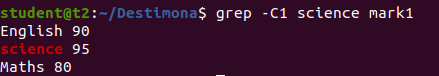 student@t2:~/Destimona$ grep -C1 science mark1
English 90
science 95
Maths 80